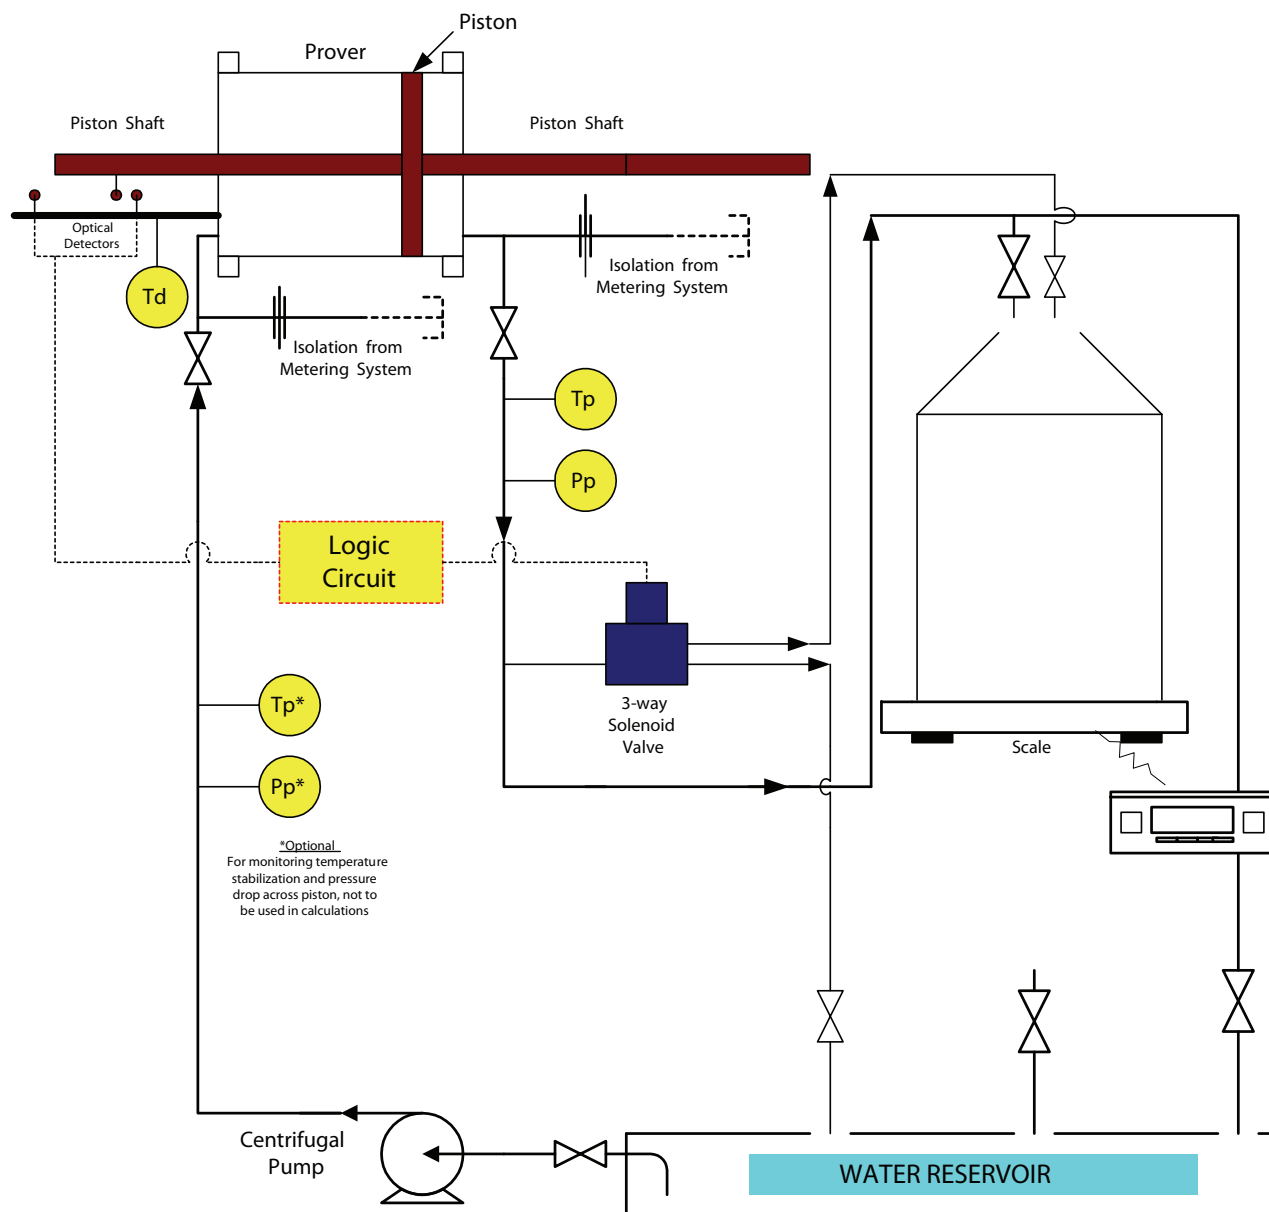 Piston
Prover
Piston Shaft
Piston Shaft
Optical
Detectors
Td
Isolation from
Metering System
Isolation from
Metering System
Tp
Pp
Logic
Circuit
Tp*
3-way
Solenoid
Valve
Scale
Pp*
*Optional
For monitoring temperature
stabilization and pressure
drop across piston, not to
be used in calculations
Centrifugal
Pump
WATER RESERVOIR